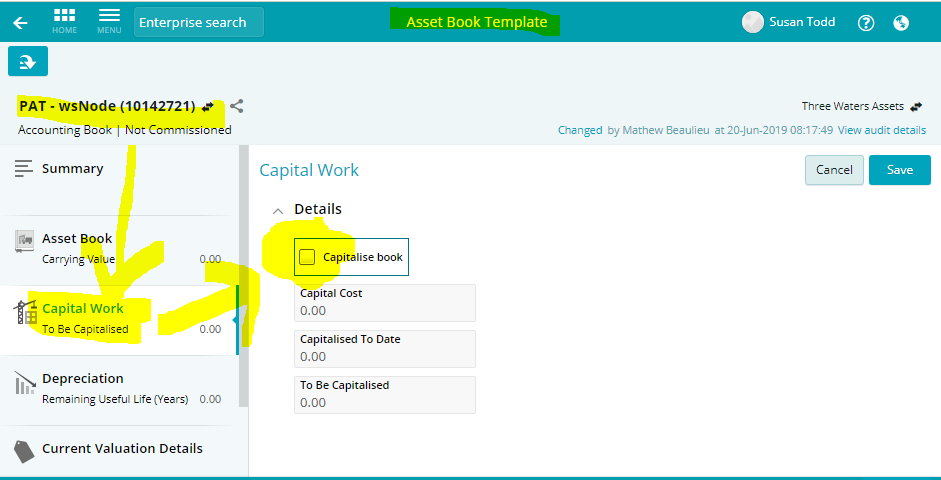 HOME
MENU
Enterprise search
Asset Book Template
Susan Todd
?
PAT - wsNode (10142721)
Three Waters Assets
Accounting Book | Not Commissioned
Changed by Mathew Beaulieu at 20-Jun-2019 08:17:49 View audit details
Summary
Asset Book
Carrying Value 0.00
Capital Work
To Be Capitalised 0.00
Depreciation
Remaining Useful Life (Years) 0.00
Current Valuation Details
Capital Work
Cancel
Save
Details
Capitalise book
Capital Cost
0.00
Capitalised To Date
0.00
To Be Capitalised
0.00